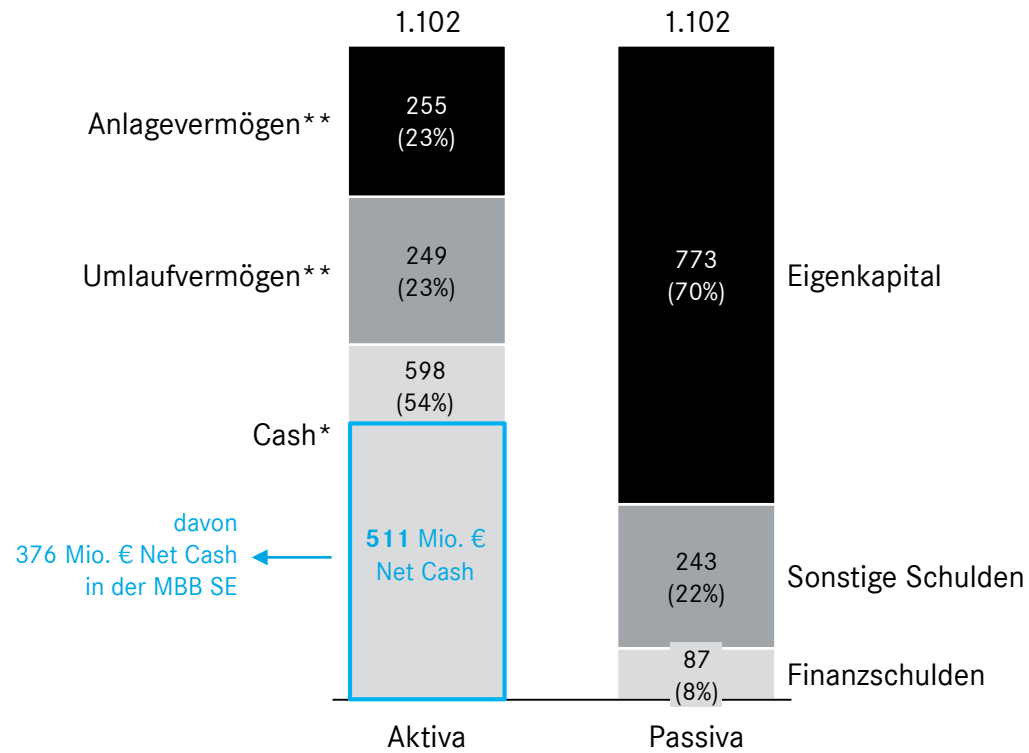 1.102
1.102
Anlagevermögen**
255
(23%)
Umlaufvermögen**
249
(23%)
773
(70%)
Eigenkapital
598
(54%)
Cash*
davon
376 Mio. € Net Cash
in der MBB SE
511 Mio. €
Net Cash
243
(22%)
Sonstige Schulden
87
(8%)
Finanzschulden
Aktiva
Passiva